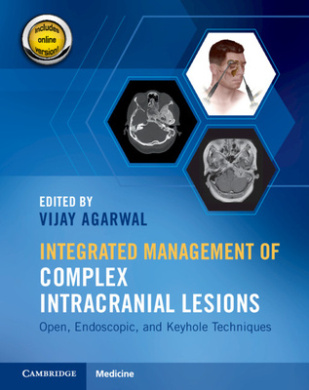 includes
online
version!
EDITED BY
VIJAY AGARWAL
INTEGRATED MANAGEMENT OF
COMPLEX
INTRACRANIAL LESIONS
Open, Endoscopic, and Keyhole Techniques
CAMBRIDGE Medicine